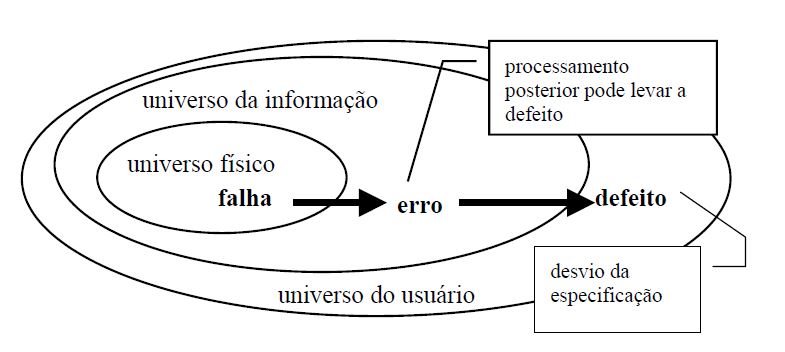 processamento
posterior pode levar a
defeito
universo da informação
universo físico
falha
erro
defeito
universo do usuário
desvio da
especificação